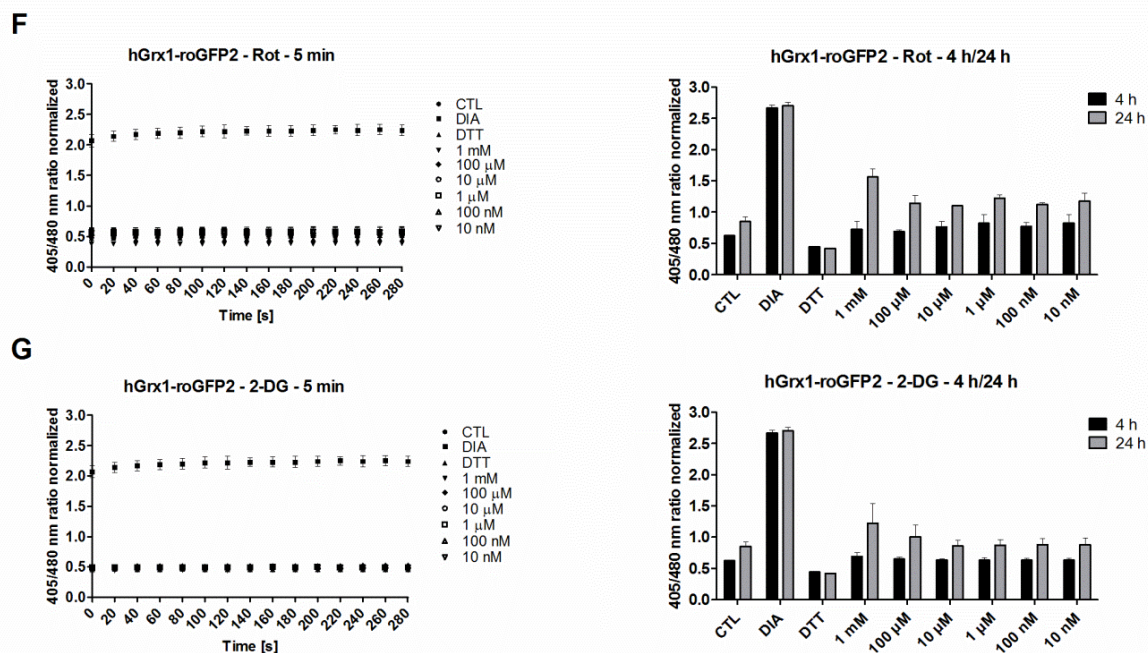 F
hGrx1-roGFP2 - Rot - 5 min
405/480 nm ratio normalized
3.0
2.5
2.0
1.5
1.0
0.5
0.0
0 20 40 60 80 100 120 140 160 180 200 220 240 260 280
Time [s]
CTL
DIA
DTT
1 mM
100 µM
10 µM
1 µM
100 nM
10 nM
hGrx1-roGFP2 - Rot - 4 h/24 h
405/480 nm ratio normalized
3.0
2.5
2.0
1.5
1.0
0.5
0.0
CTL DIA DTT 1 mM 100 µM 10 µM 1 µM 100 nM 10 nM
4 h
24 h
G
hGrx1-roGFP2 - 2-DG - 5 min
405/480 nm ratio normalized
3.0
2.5
2.0
1.5
1.0
0.5
0.0
0 20 40 60 80 100 120 140 160 180 200 220 240 260 280
Time [s]
CTL
DIA
DTT
1 mM
100 µM
10 µM
1 µM
100 nM
10 nM
hGrx1-roGFP2 - 2-DG - 4 h/24 h
405/480 nm ratio normalized
3.0
2.5
2.0
1.5
1.0
0.5
0.0
CTL DIA DTT 1 mM 100 µM 10 µM 1 µM 100 nM 10 nM
4 h
24 h